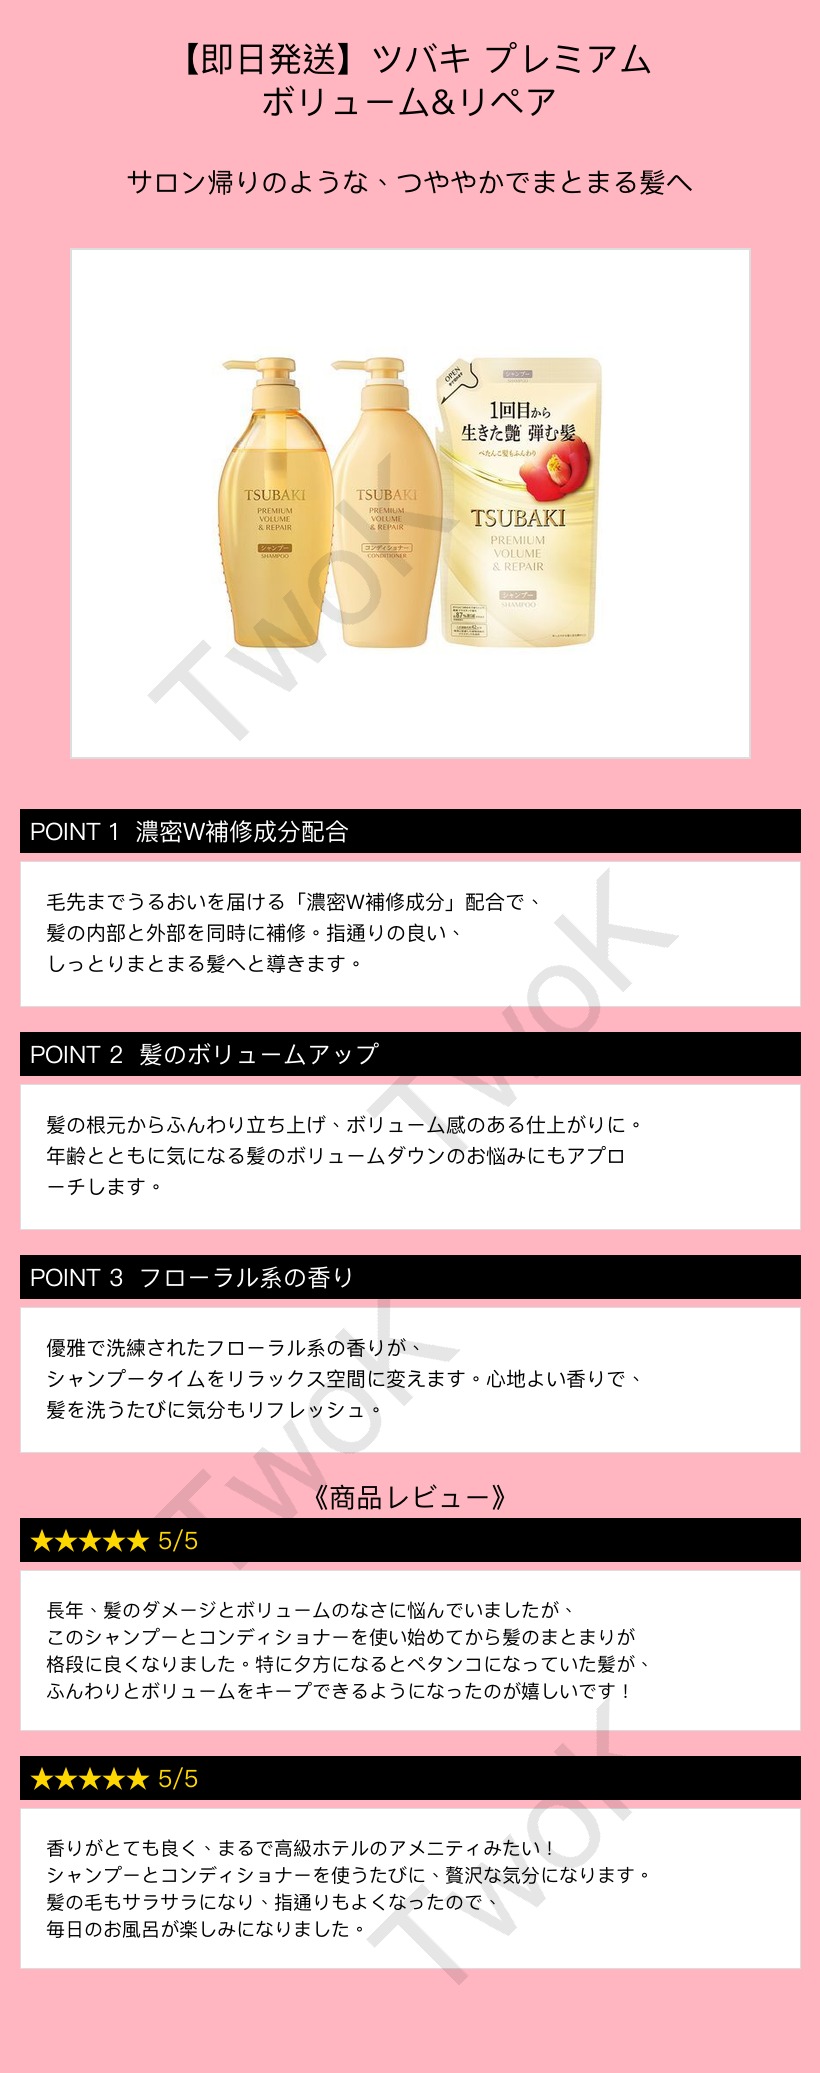 【即日発送】ツバキ プレミアム
ボリューム&リペア
サロン帰りのような、つややかでまとまる髪へ
OPEN
シャンプー
SHAMPOO
1回目から
生きた艶 弾む髪
ぺたんこ髪もふんわり
TSUBAKI
PREMIUM
VOLUME
& REPAIR
シャンプー
SHAMPOO
TSUBAKI
PREMIUM
VOLUME
& REPAIR
コンディショナー
CONDITIONER
TSUBAKI
PREMIUM
VOLUME
& REPAIR
シャンプー
SHAMPOO
TwoK
POINT 1 濃密W補修成分配合
毛先までうるおいを届ける「濃密W補修成分」配合で、
髪の内部と外部を同時に補修。指通りの良い、
しっとりまとまる髪へと導きます。
TwoK
POINT 2 髪のボリュームアップ
髪の根元からふんわり立ち上げ、ボリューム感のある仕上がりに。
年齢とともに気になる髪のボリュームダウンのお悩みにもアプロ
ーチします。
POINT 3 フローラル系の香り
優雅で洗練されたフローラル系の香りが、
シャンプータイムをリラックス空間に変えます。心地よい香りで、
髪を洗うたびに気分もリフレッシュ。
TwoK
《商品レビュー》
★★★★★ 5/5
長年、髪のダメージとボリュームのなさに悩んでいましたが、
このシャンプーとコンディショナーを使い始めてから髪のまとまりが
格段に良くなりました。特に夕方になるとペタンコになっていた髪が、
ふんわりとボリュームをキープできるようになったのが嬉しいです！
★★★★★ 5/5
香りがとても良く、まるで高級ホテルのアメニティみたい！
シャンプーとコンディショナーを使うたびに、贅沢な気分になります。
髪の毛もサラサラになり、指通りもよくなったので、
毎日のお風呂が楽しみになりました。
TwoK